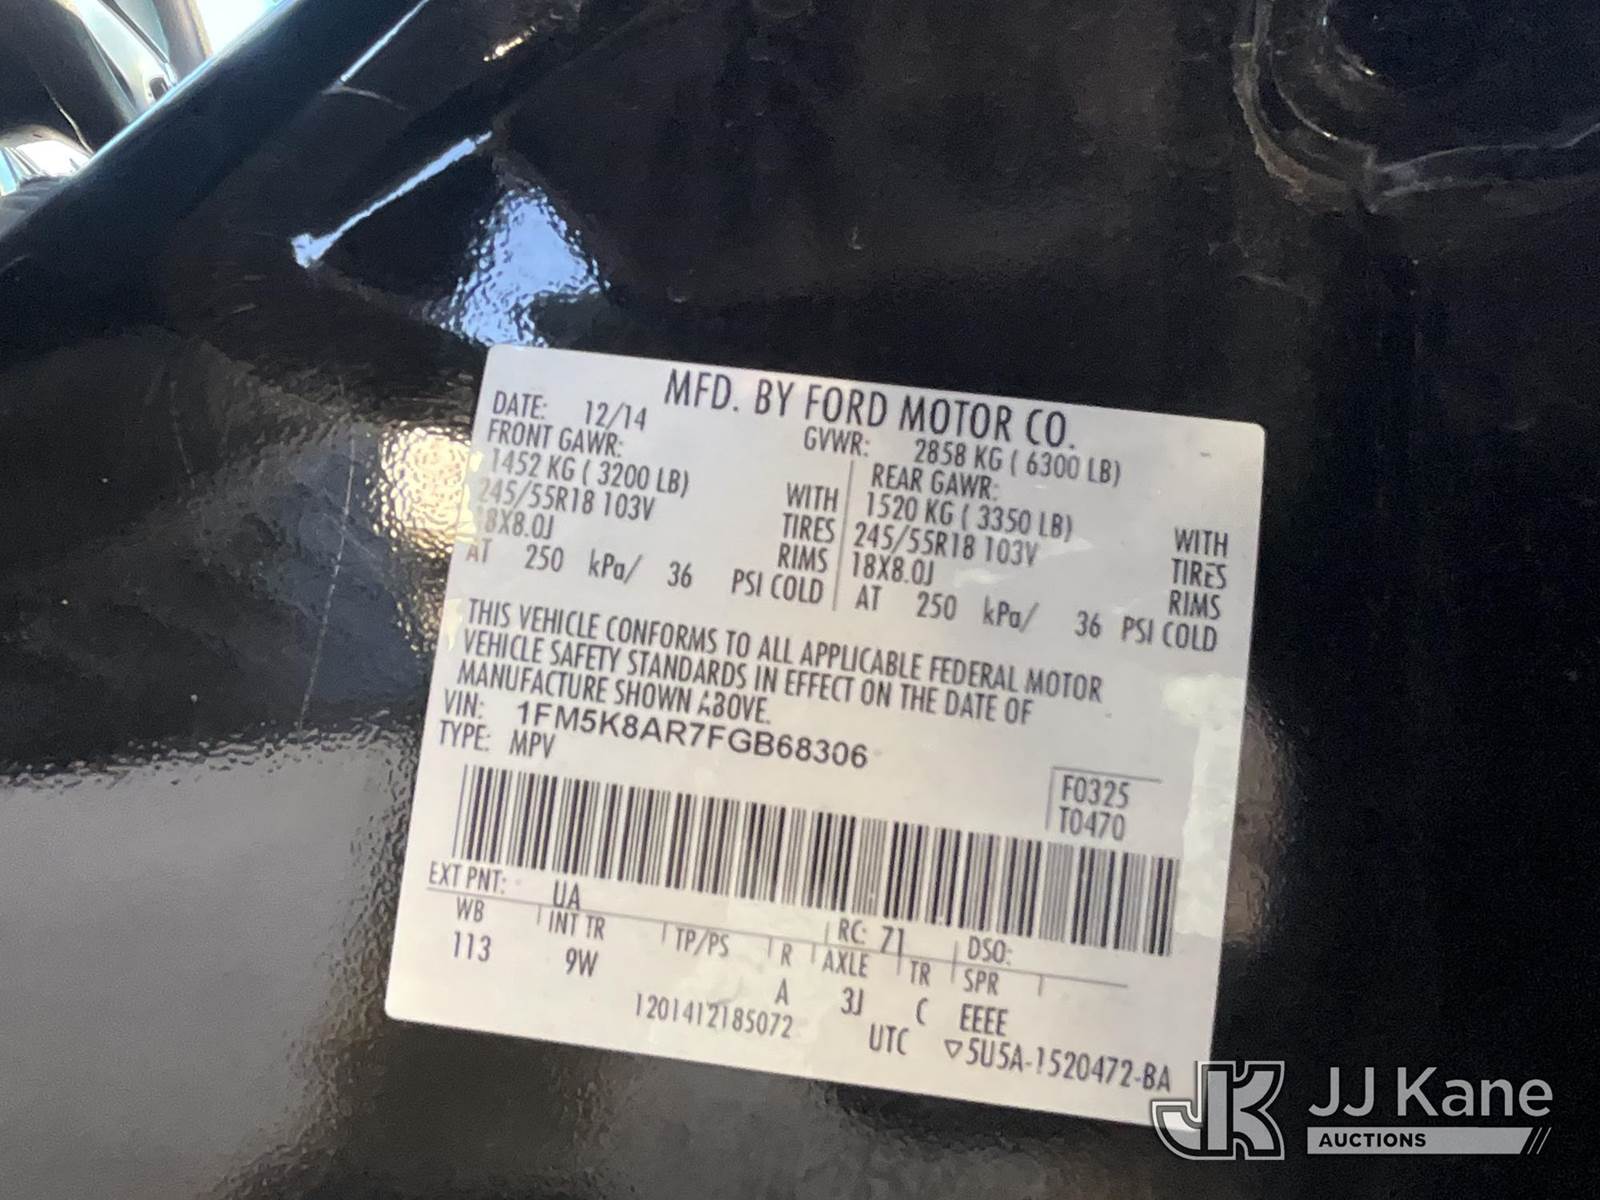 MFD. BY FORD MOTOR CO.
DATE: 12/14 GVWR: 2858 KG ( 6300 LB)
FRONT GAWR: REAR GAWR:
1452 KG ( 3200 LB) WITH 1520 KG ( 3350 LB) WITH
245/55R18 103V TIRES 245/55R18 103V TIRES
18X8.0J RIMS 18X8.0J RIMS
AT 250 kPa/ 36 PSI COLD AT 250 kPa/ 36 PSI COLD
THIS VEHICLE CONFORMS TO ALL APPLICABLE FEDERAL MOTOR
VEHICLE SAFETY STANDARDS IN EFFECT ON THE DATE OF
MANUFACTURE SHOWN ABOVE.
VIN: 1FM5K8AR7FGB68306
TYPE: MPV
F0325
T0470
EXT PNT: UA RC: 71 DSO:
WB INT TR TP/PS R AXLE TR SPR
113 9W A 3J C EEEE
1201412185072 UTC ▽5U5A-1520472-BA
JK JJ Kane
AUCTIONS